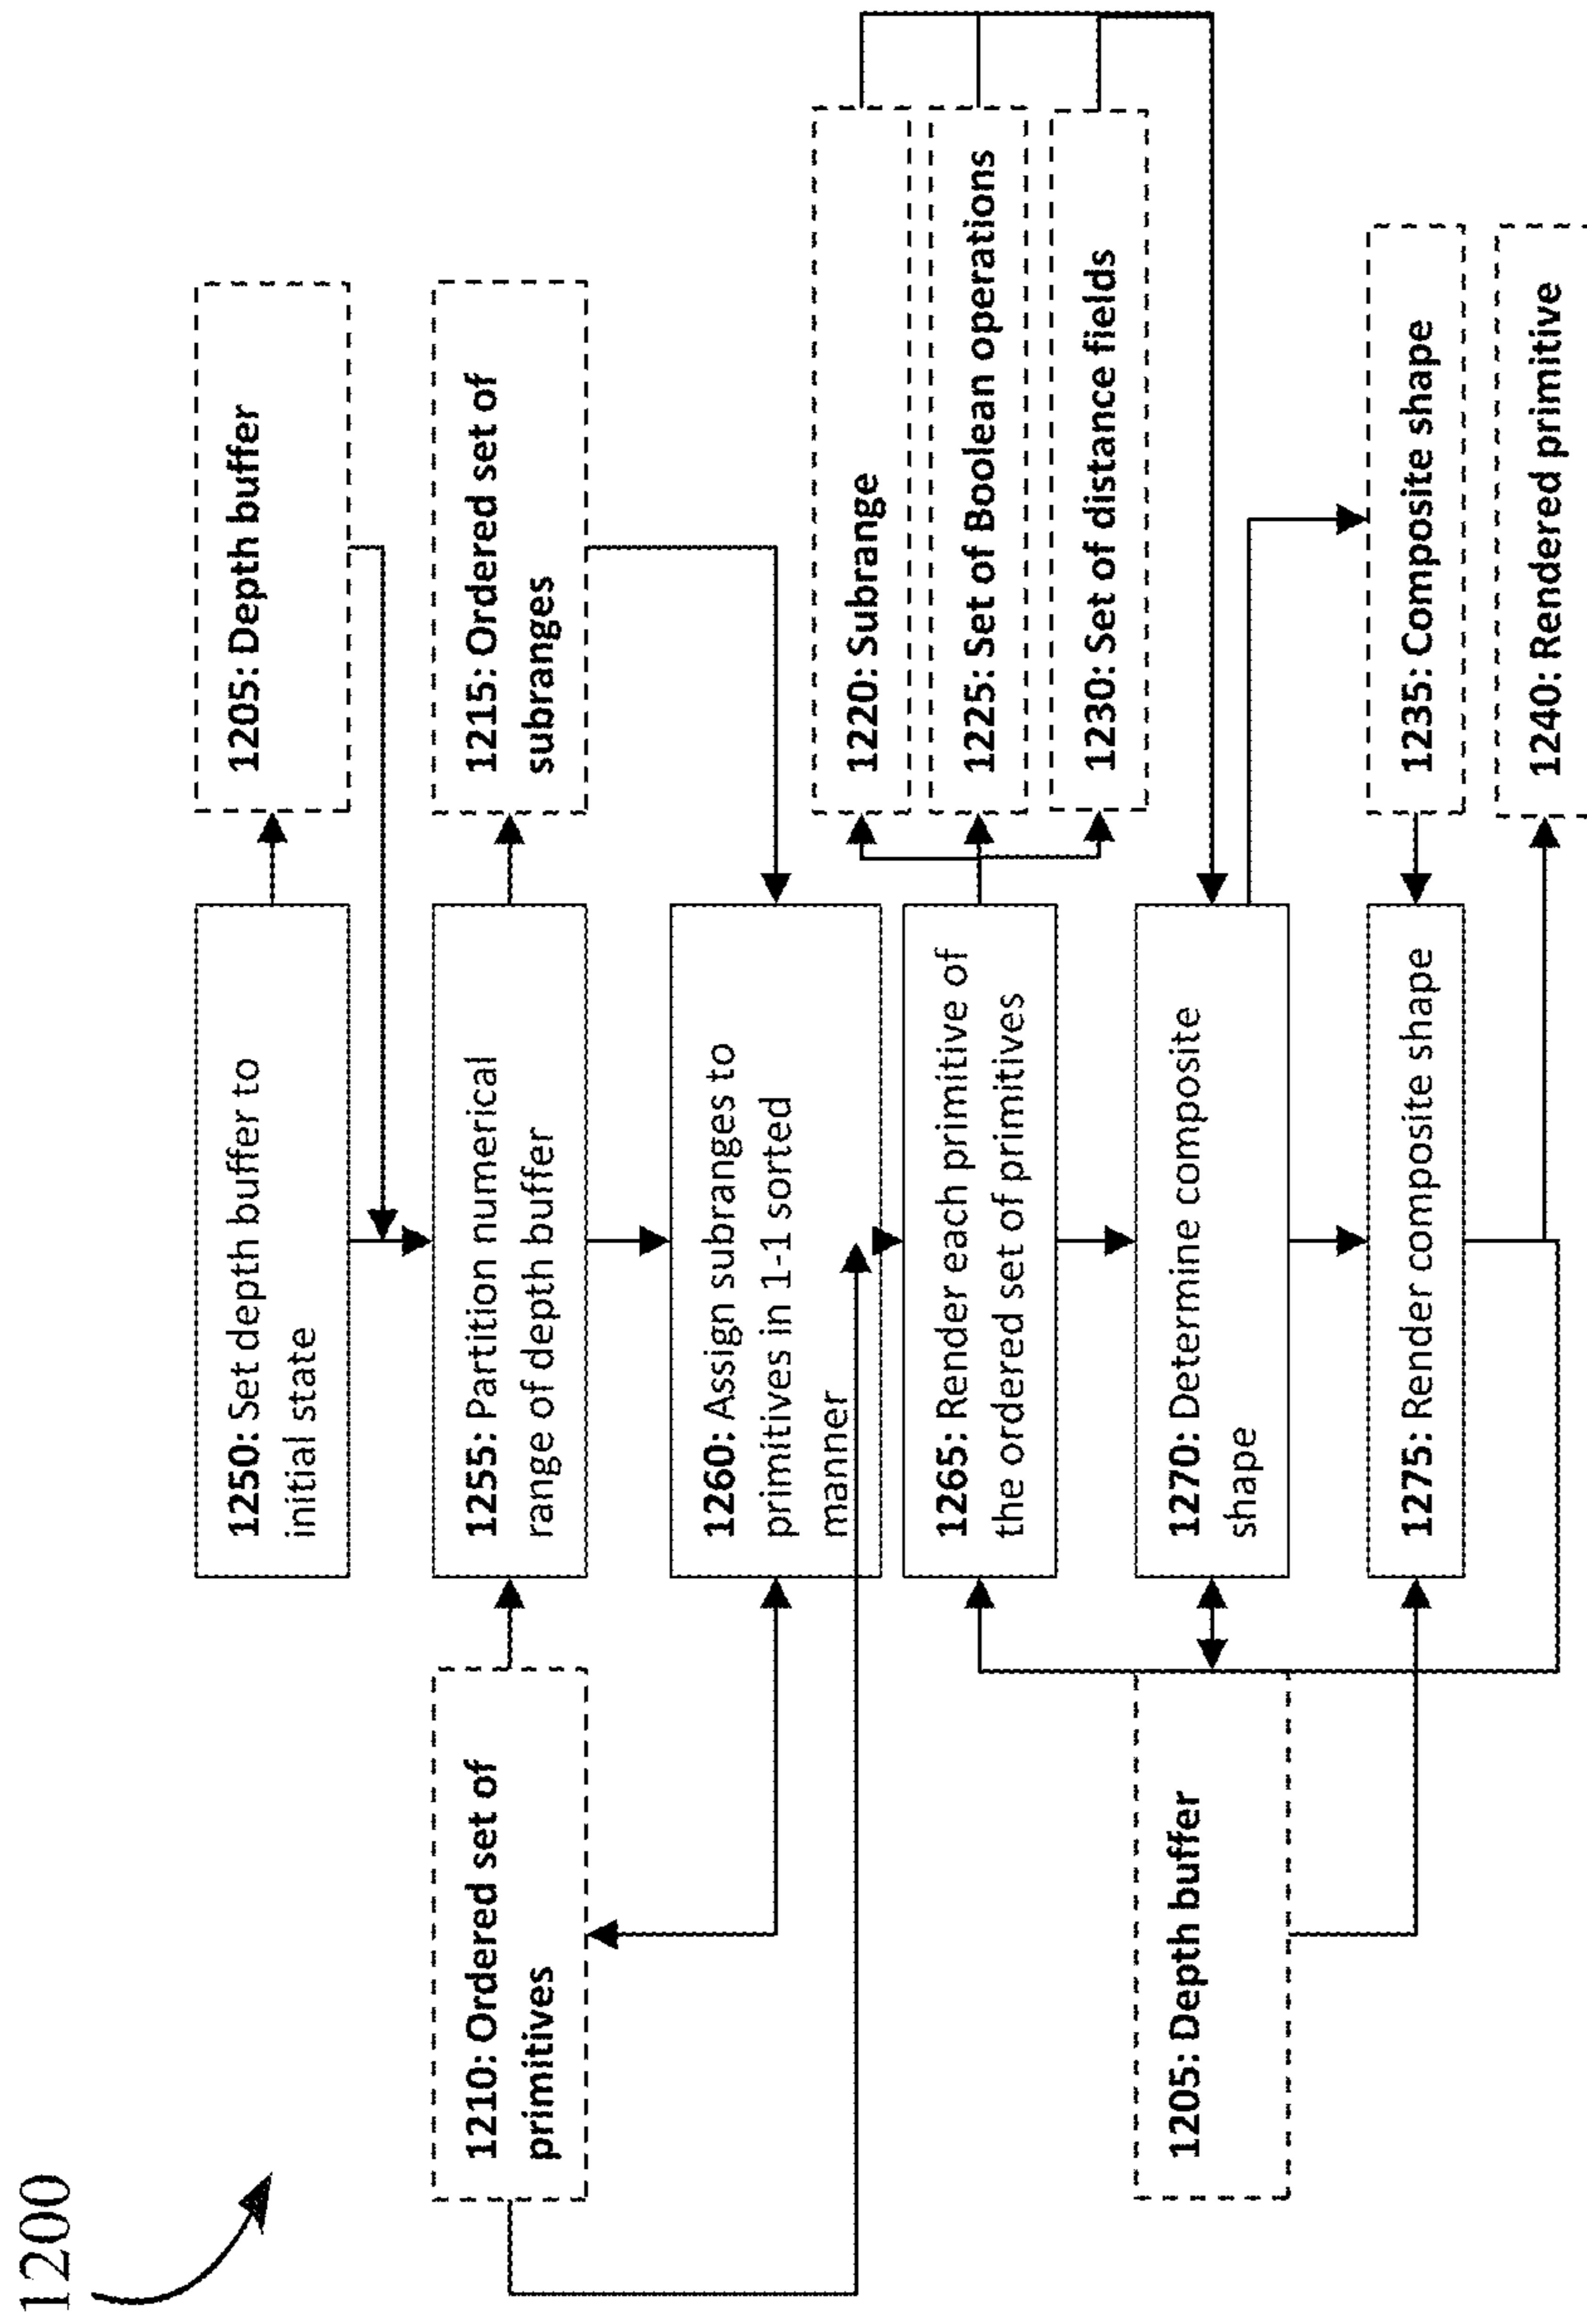 1200
1250: Set depth buffer to
initial state
1205: Depth buffer
1210: Ordered set of
primitives
1255: Partition numerical
range of depth buffer
1215: Ordered set of
subranges
1260: Assign subranges to
primitives in 1-1 sorted
manner
1265: Render each primitive of
the ordered set of primitives
1220: Subrange
1225: Set of Boolean operations
1230: Set of distance fields
1205: Depth buffer
1270: Determine composite
shape
1275: Render composite shape
1235: Composite shape
1240: Rendered primitive